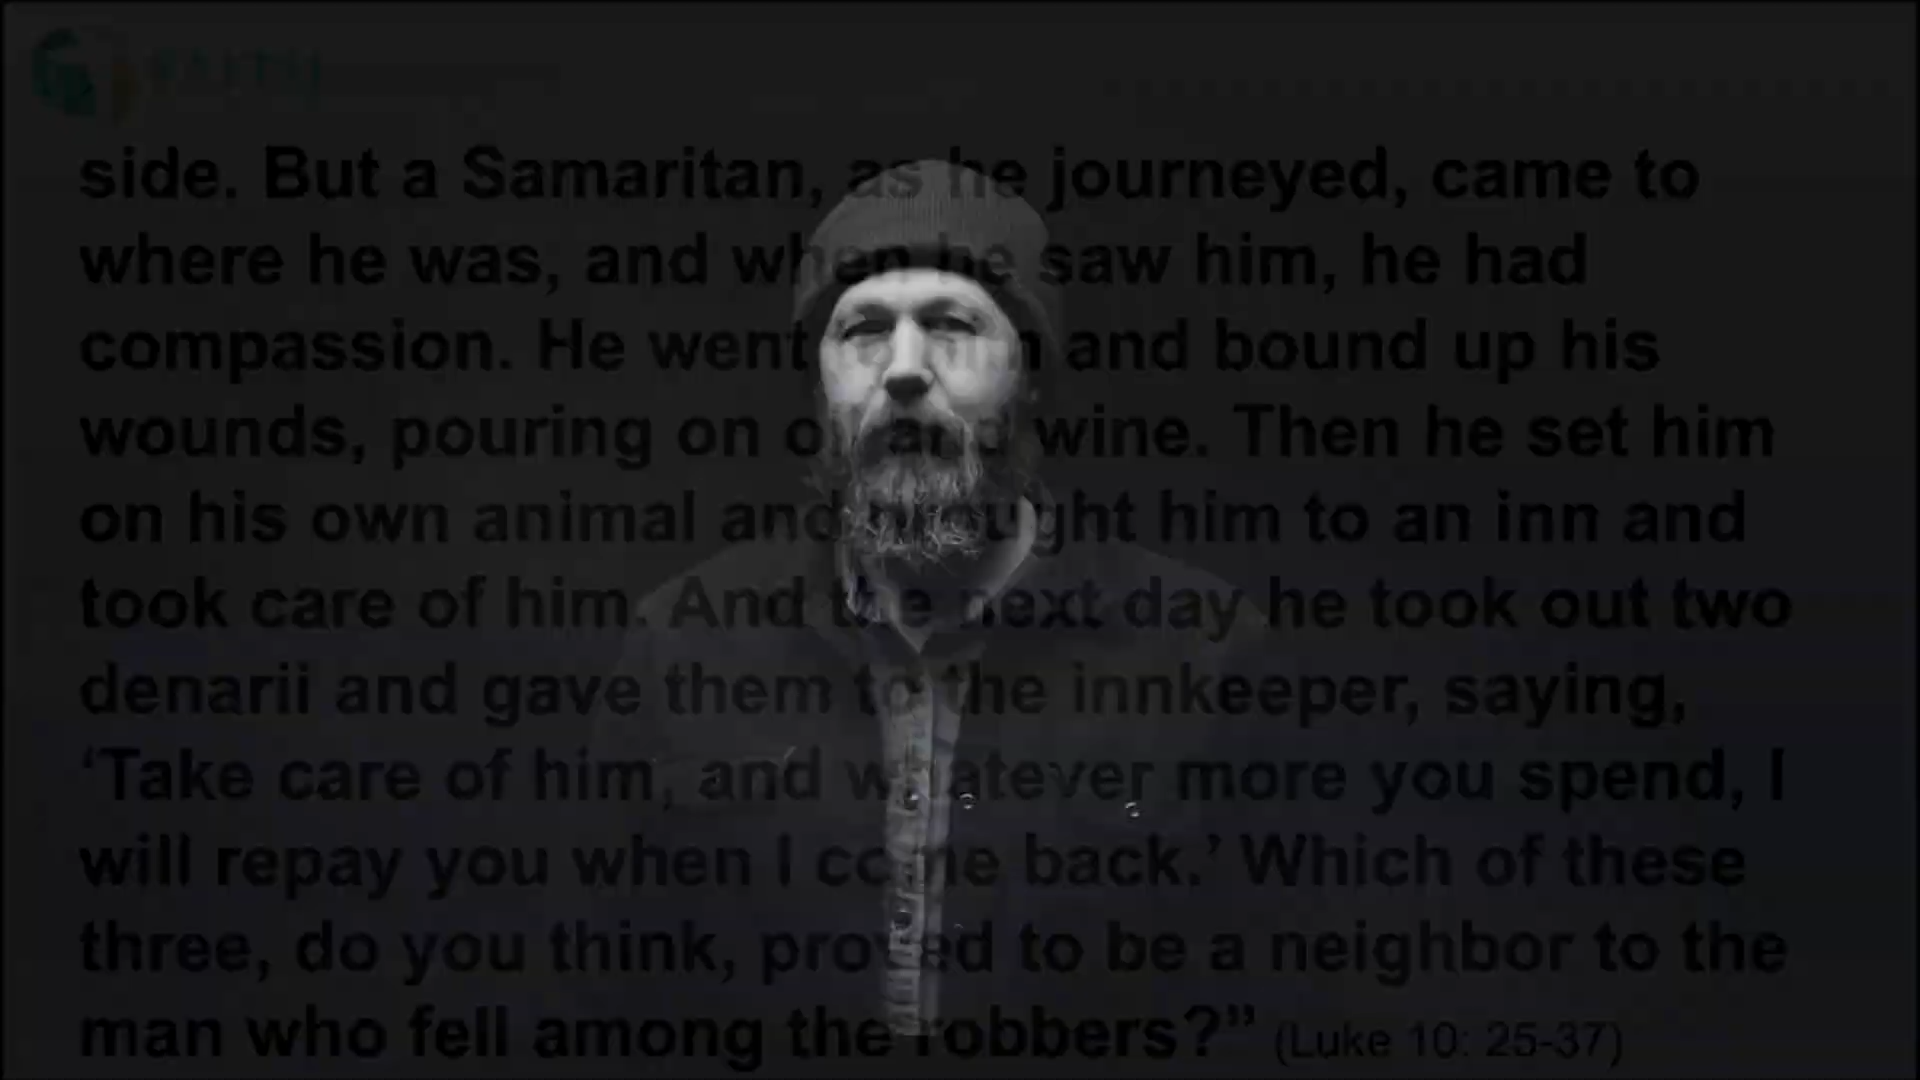 FAITH
side. But a Samaritan, as he journeyed, came to
where he was, and when he saw him, he had
compassion. He went to him and bound up his
wounds, pouring on oil and wine. Then he set him
on his own animal and brought him to an inn and
took care of him. And the next day he took out two
denarii and gave them to the innkeeper, saying,
‘Take care of him, and whatever more you spend, I
will repay you when I come back.’ Which of these
three, do you think, proved to be a neighbor to the
man who fell among the robbers?” (Luke 10: 25-37)